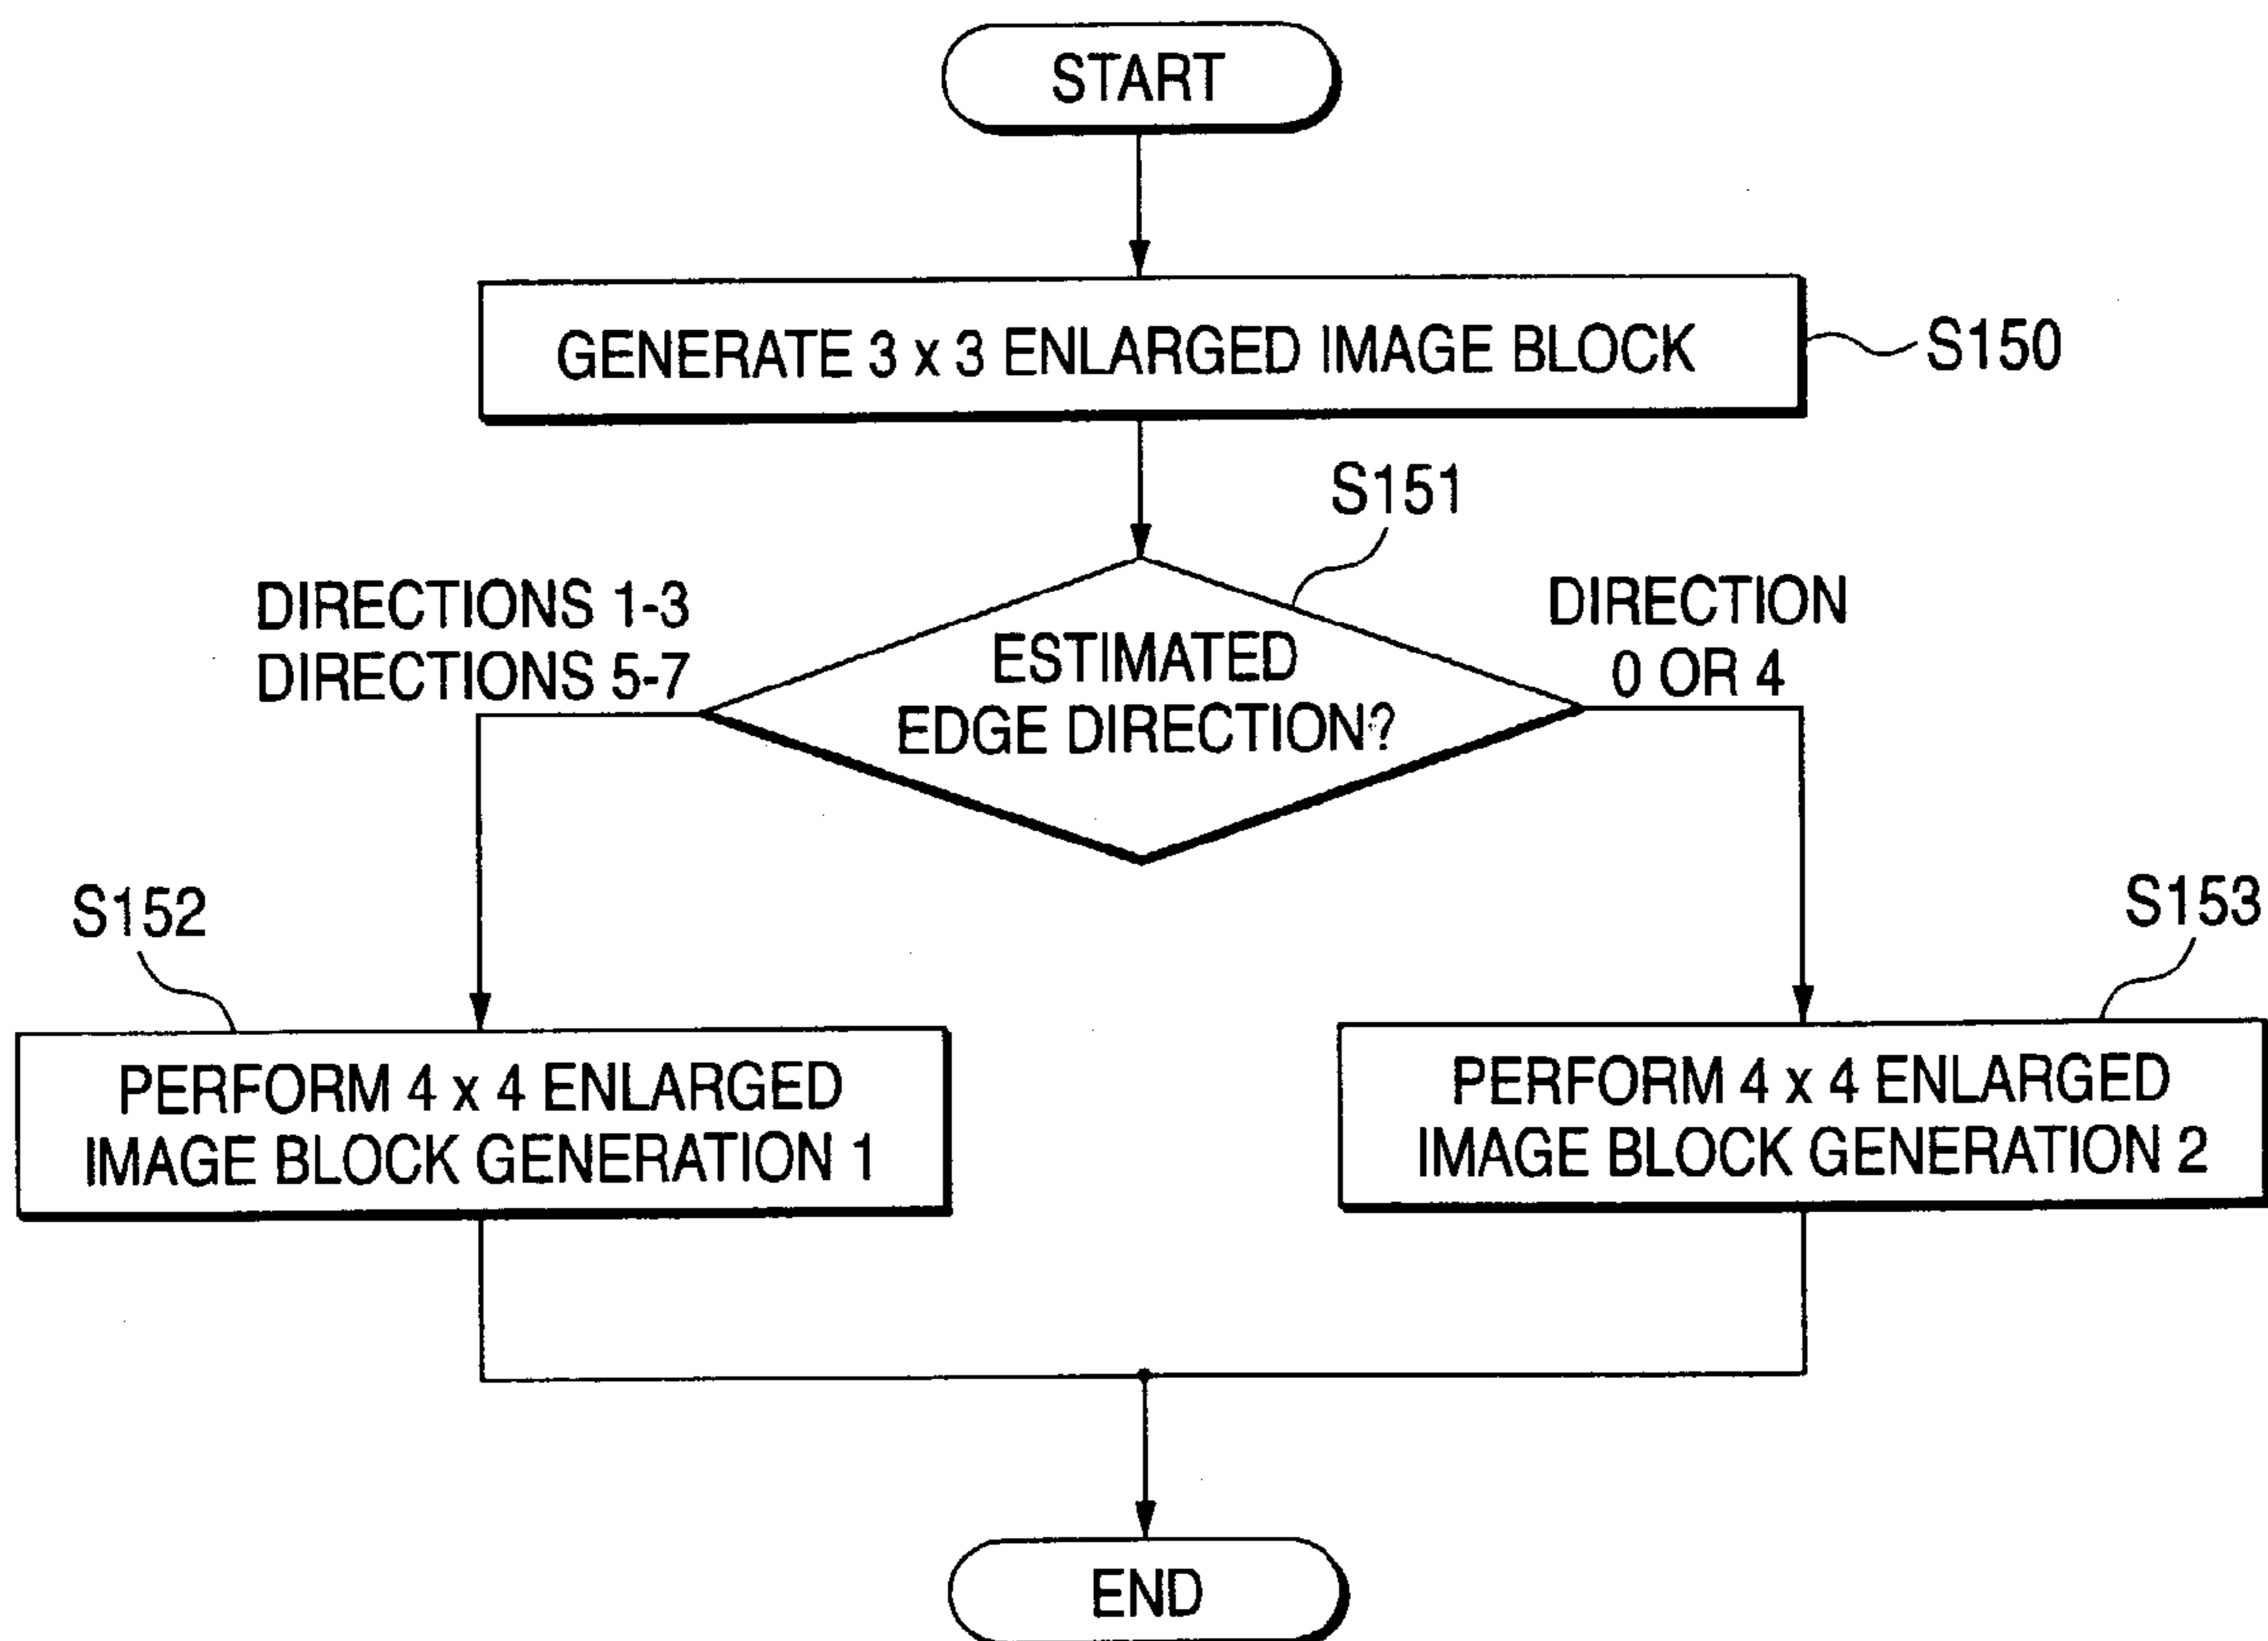 START
GENERATE 3 x 3 ENLARGED IMAGE BLOCK
S150
S151
DIRECTIONS 1-3
DIRECTIONS 5-7
ESTIMATED
EDGE DIRECTION?
DIRECTION
0 OR 4
S152
S153
PERFORM 4 x 4 ENLARGED
IMAGE BLOCK GENERATION 1
PERFORM 4 x 4 ENLARGED
IMAGE BLOCK GENERATION 2
END